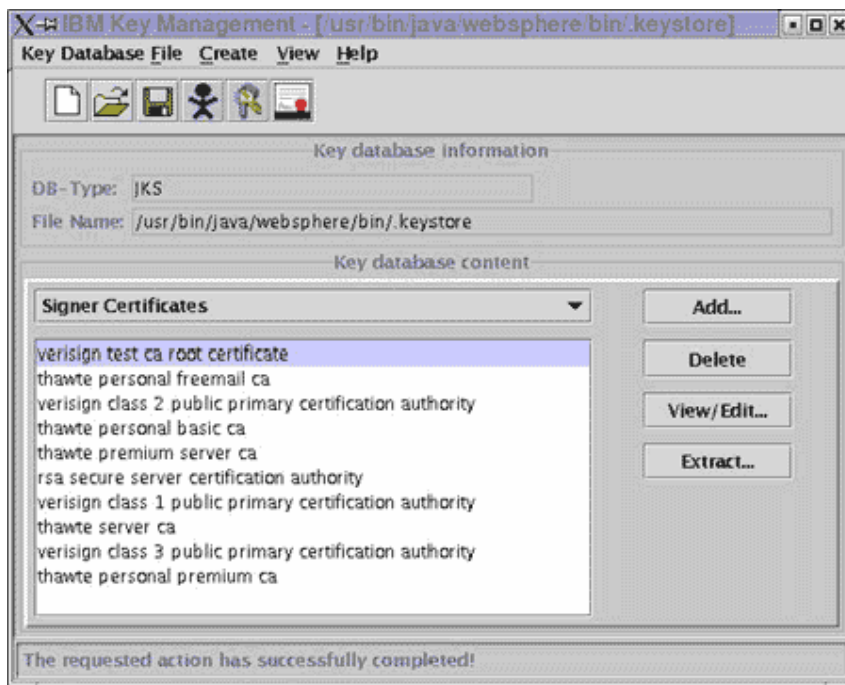 IBM Key Management - [/usr/bin/java/websphere/bin/.keystore]
Key Database File Create View Help
Key database information
DB-Type: JKS
File Name: /usr/bin/java/websphere/bin/.keystore
Key database content
Signer Certificates
Add...
verisign test ca root certificate
Delete
thawte personal freemail ca
verisign class 2 public primary certification authority
View/Edit...
thawte personal basic ca
thawte premium server ca
Extract...
rsa secure server certification authority
verisign class 1 public primary certification authority
thawte server ca
verisign class 3 public primary certification authority
thawte personal premium ca
The requested action has successfully completed!